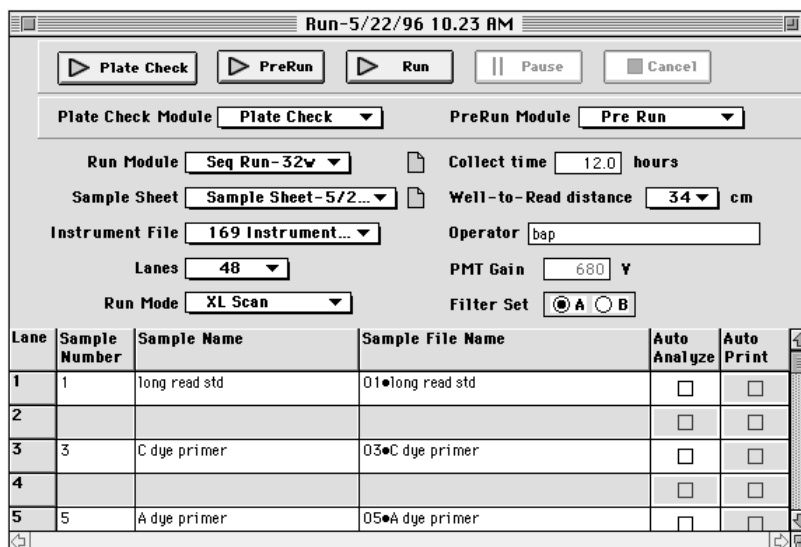 Run-5/22/96 10.23 AM
Plate Check PreRun Run Pause Cancel
Plate Check Module Plate Check PreRun Module Pre Run
Run Module Seq Run-32w Collect time 12.0 hours
Sample Sheet Sample Sheet-5/2... Well-to-Read distance 34 cm
Instrument File 169 Instrument... Operator bap
Lanes 48 PMT Gain 680 V
Run Mode XL Scan Filter Set A B
Lane Sample Number Sample Name Sample File Name Auto Analyze Auto Print
1 1 long read std 01•long read std
2
3 3 C dye primer 03•C dye primer
4
5 5 A dye primer 05•A dye primer